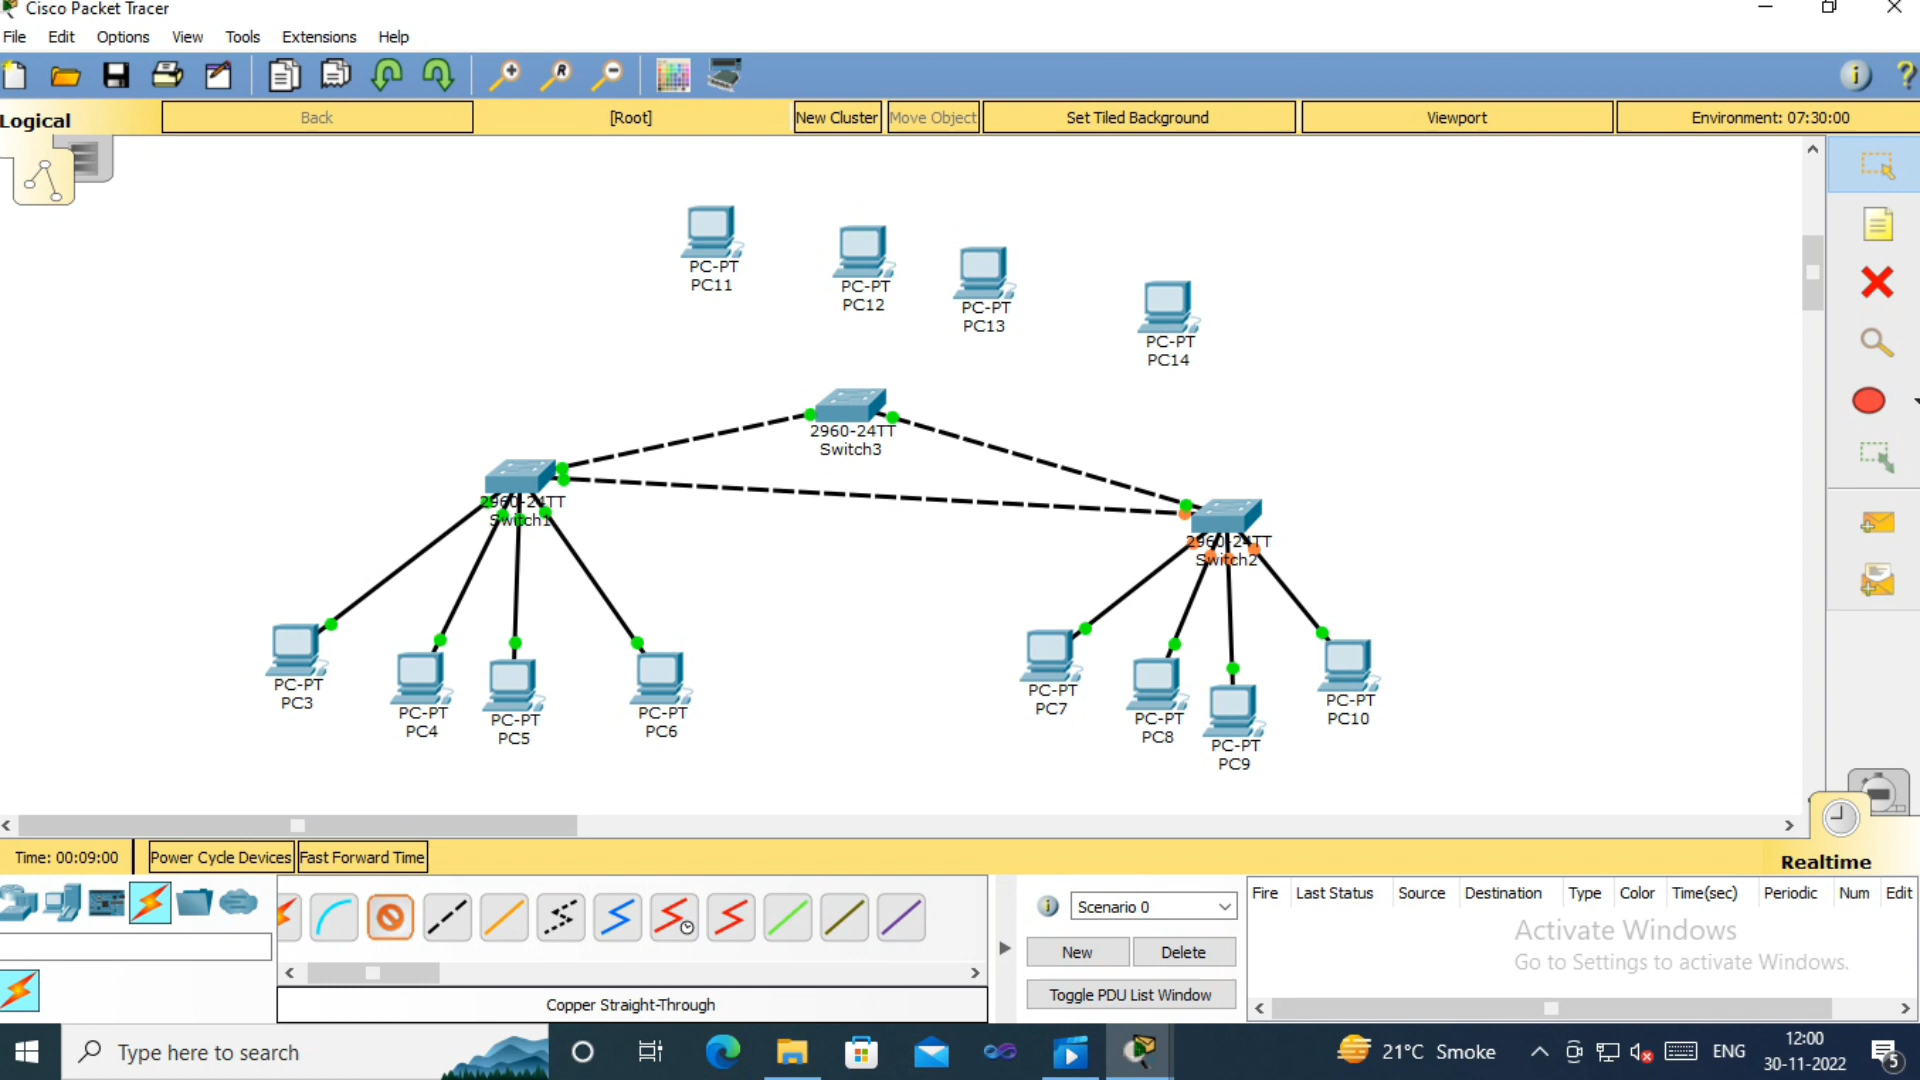 Cisco Packet Tracer
File Edit Options View Tools Extensions Help
Logical Back [Root] New Cluster Move Object Set Tiled Background Viewport Environment: 07:30:00
PC-PT
PC11
PC-PT
PC12
PC-PT
PC13
PC-PT
PC14
2960-24TT
Switch3
2960-24TT
Switch1
2960-24TT
Switch2
PC-PT
PC3
PC-PT
PC4
PC-PT
PC5
PC-PT
PC6
PC-PT
PC7
PC-PT
PC8
PC-PT
PC9
PC-PT
PC10
Time: 00:09:00 Power Cycle Devices Fast Forward Time
Realtime
Scenario 0
New Delete
Toggle PDU List Window
Fire Last Status Source Destination Type Color Time(sec) Periodic Num Edit
Activate Windows
Go to Settings to activate Windows.
Copper Straight-Through
Type here to search
21°C Smoke
ENG
12:00
30-11-2022
5